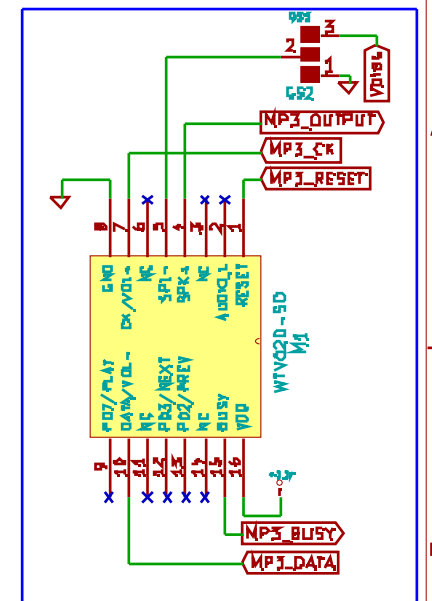 3
2
1
GS2
MP3_OUTPUT
MP3_CK
MP3_RESET
8
7
6
5
4
3
2
1
GND
CK/VOL-
NC
SPK-
NC
AUDIO_L
RESET
WTV020-SD
M1
P07/PLAY
DATA/VOL-
NC
P03/NEXT
P02/PREV
NC
BUSY
VDD
9
10
11
12
13
14
15
16
1
MP3_BUSY
MP3_DATA